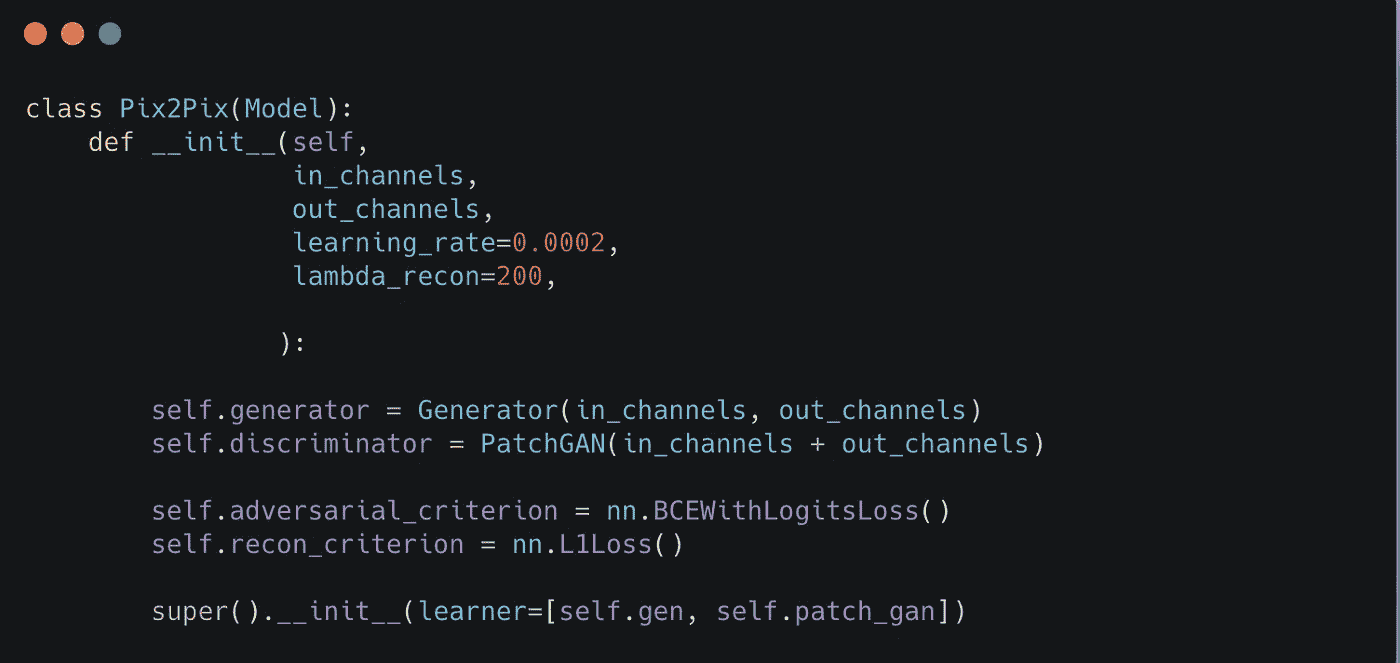 class Pix2Pix(Model):
    def __init__(self,
                 in_channels,
                 out_channels,
                 learning_rate=0.0002,
                 lambda_recon=200,
                ):
        self.generator = Generator(in_channels, out_channels)
        self.discriminator = PatchGAN(in_channels + out_channels)
        self.adversarial_criterion = nn.BCEWithLogitsLoss()
        self.recon_criterion = nn.L1Loss()
        super().__init__(learner=[self.gen, self.patch_gan])